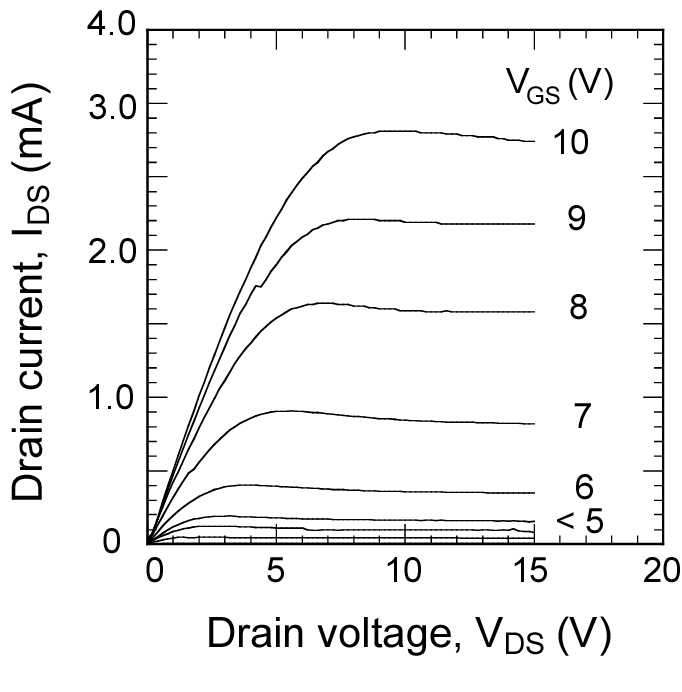 4.0
3.0
2.0
1.0
0
Drain current, I_DS (mA)
V_GS (V)
10
9
8
7
6
< 5
0 5 10 15 20
Drain voltage, V_DS (V)